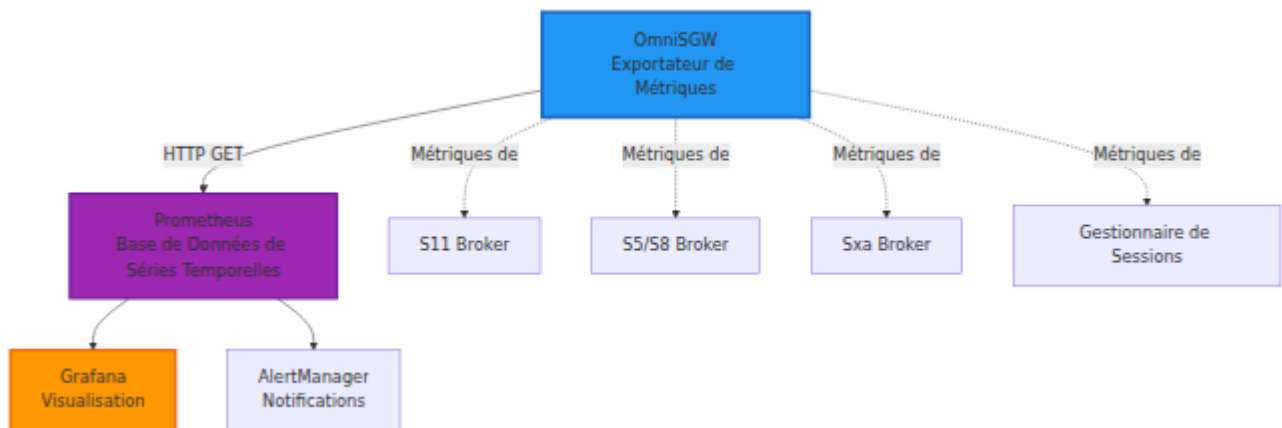 OmniSGW
Exportateur de
Métriques
HTTP GET
Métriques de
Métriques de
Métriques de
Métriques de
Prometheus
Base de Données de
Séries Temporelles
S11 Broker
S5/S8 Broker
Sxa Broker
Gestionnaire de
Sessions
Grafana
Visualisation
AlertManager
Notifications